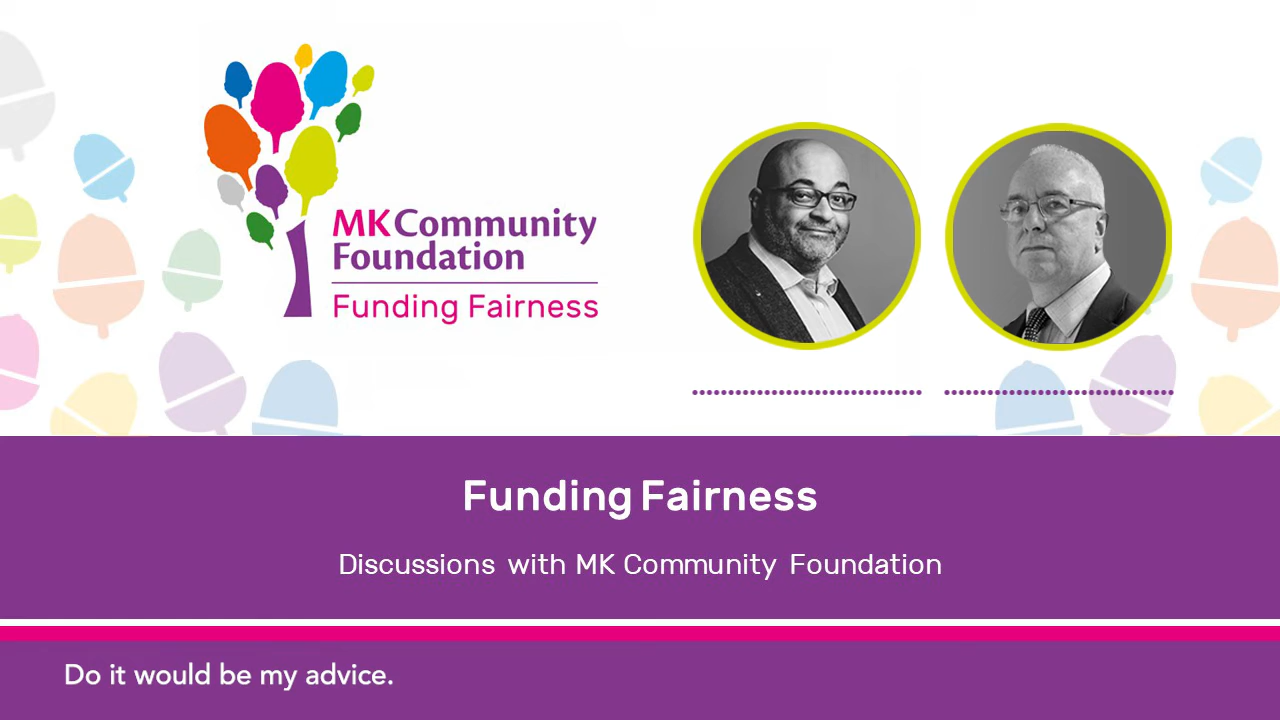 MK Community
Foundation
Funding Fairness
Funding Fairness
Discussions with MK Community Foundation
Do it would be my advice.